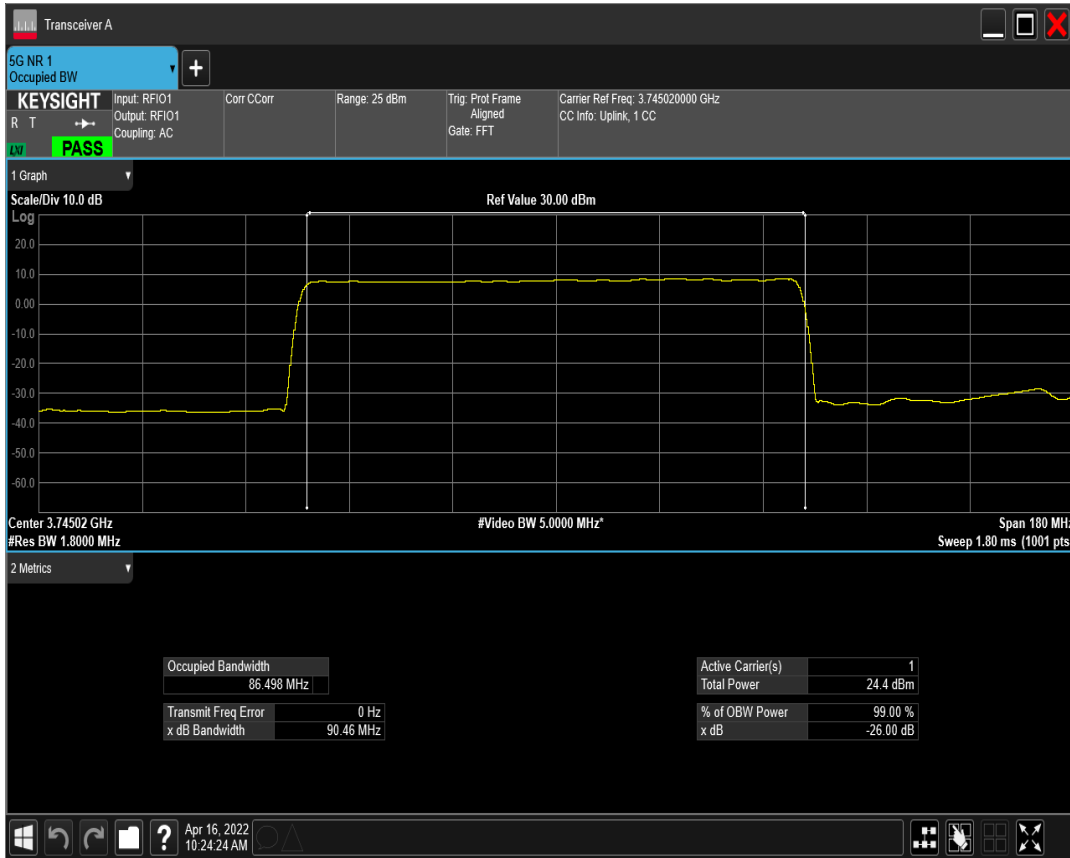 Transceiver A
5G NR 1
Occupied BW
KEYSIGHT
R T
LXI
PASS
Input: RFIO1
Output: RFIO1
Coupling: AC
Corr CCorr
Range: 25 dBm
Trig: Prot Frame
Aligned
Gate: FFT
Carrier Ref Freq: 3.745020000 GHz
CC Info: Uplink, 1 CC
1 Graph
Scale/Div 10.0 dB
Ref Value 30.00 dBm
Log
20.0
10.0
0.00
-10.0
-20.0
-30.0
-40.0
-50.0
-60.0
Center 3.74502 GHz
#Video BW 5.0000 MHz*
Span 180 MHz
#Res BW 1.8000 MHz
Sweep 1.80 ms (1001 pts
2 Metrics
Occupied Bandwidth
86.498 MHz
Transmit Freq Error 0 Hz
x dB Bandwidth 90.46 MHz
Active Carrier(s) 1
Total Power 24.4 dBm
% of OBW Power 99.00 %
x dB -26.00 dB
?
Apr 16, 2022
10:24:24 AM